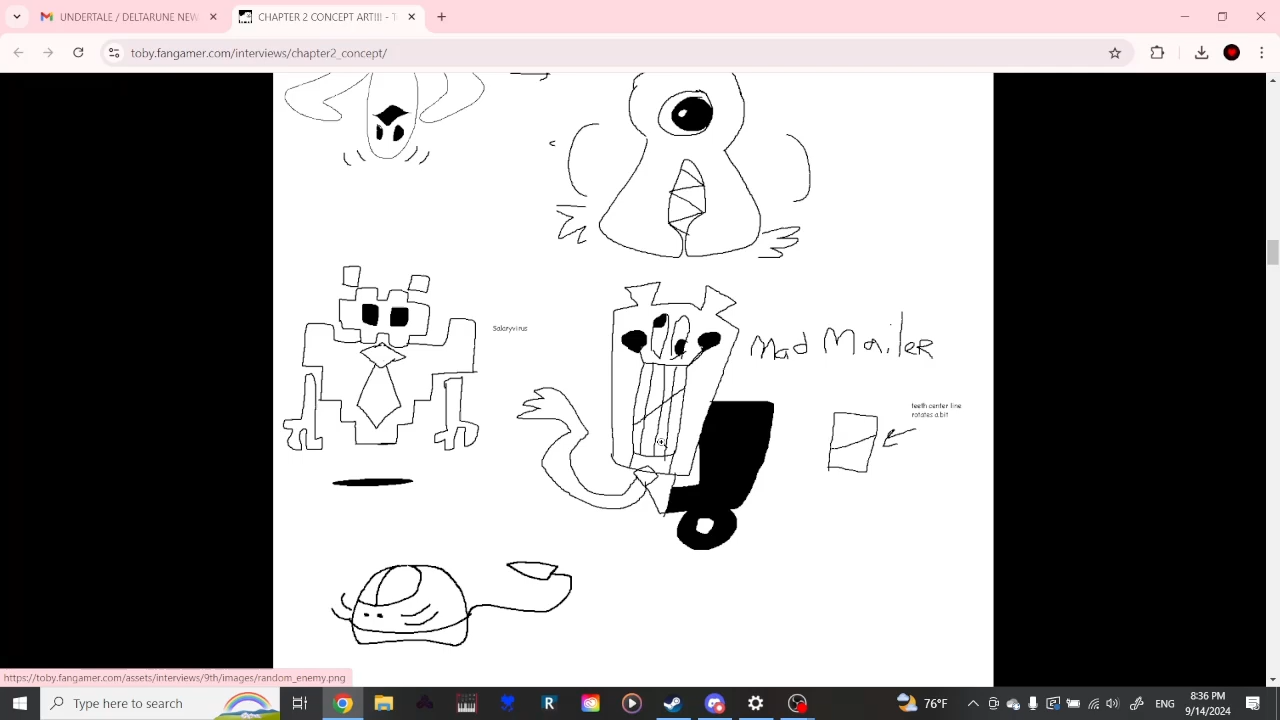 UNDERTALE / DELTARUNE NEW
CHAPTER 2 CONCEPT ART!!! - T
toby.fangamer.com/interviews/chapter2_concept/
Salaryvirus
Mad Mailer
teeth center line
rotates a bit
https://toby.fangamer.com/assets/interviews/9th/images/random_enemy.png
Type here to search
76°F
ENG
8:36 PM
9/14/2024